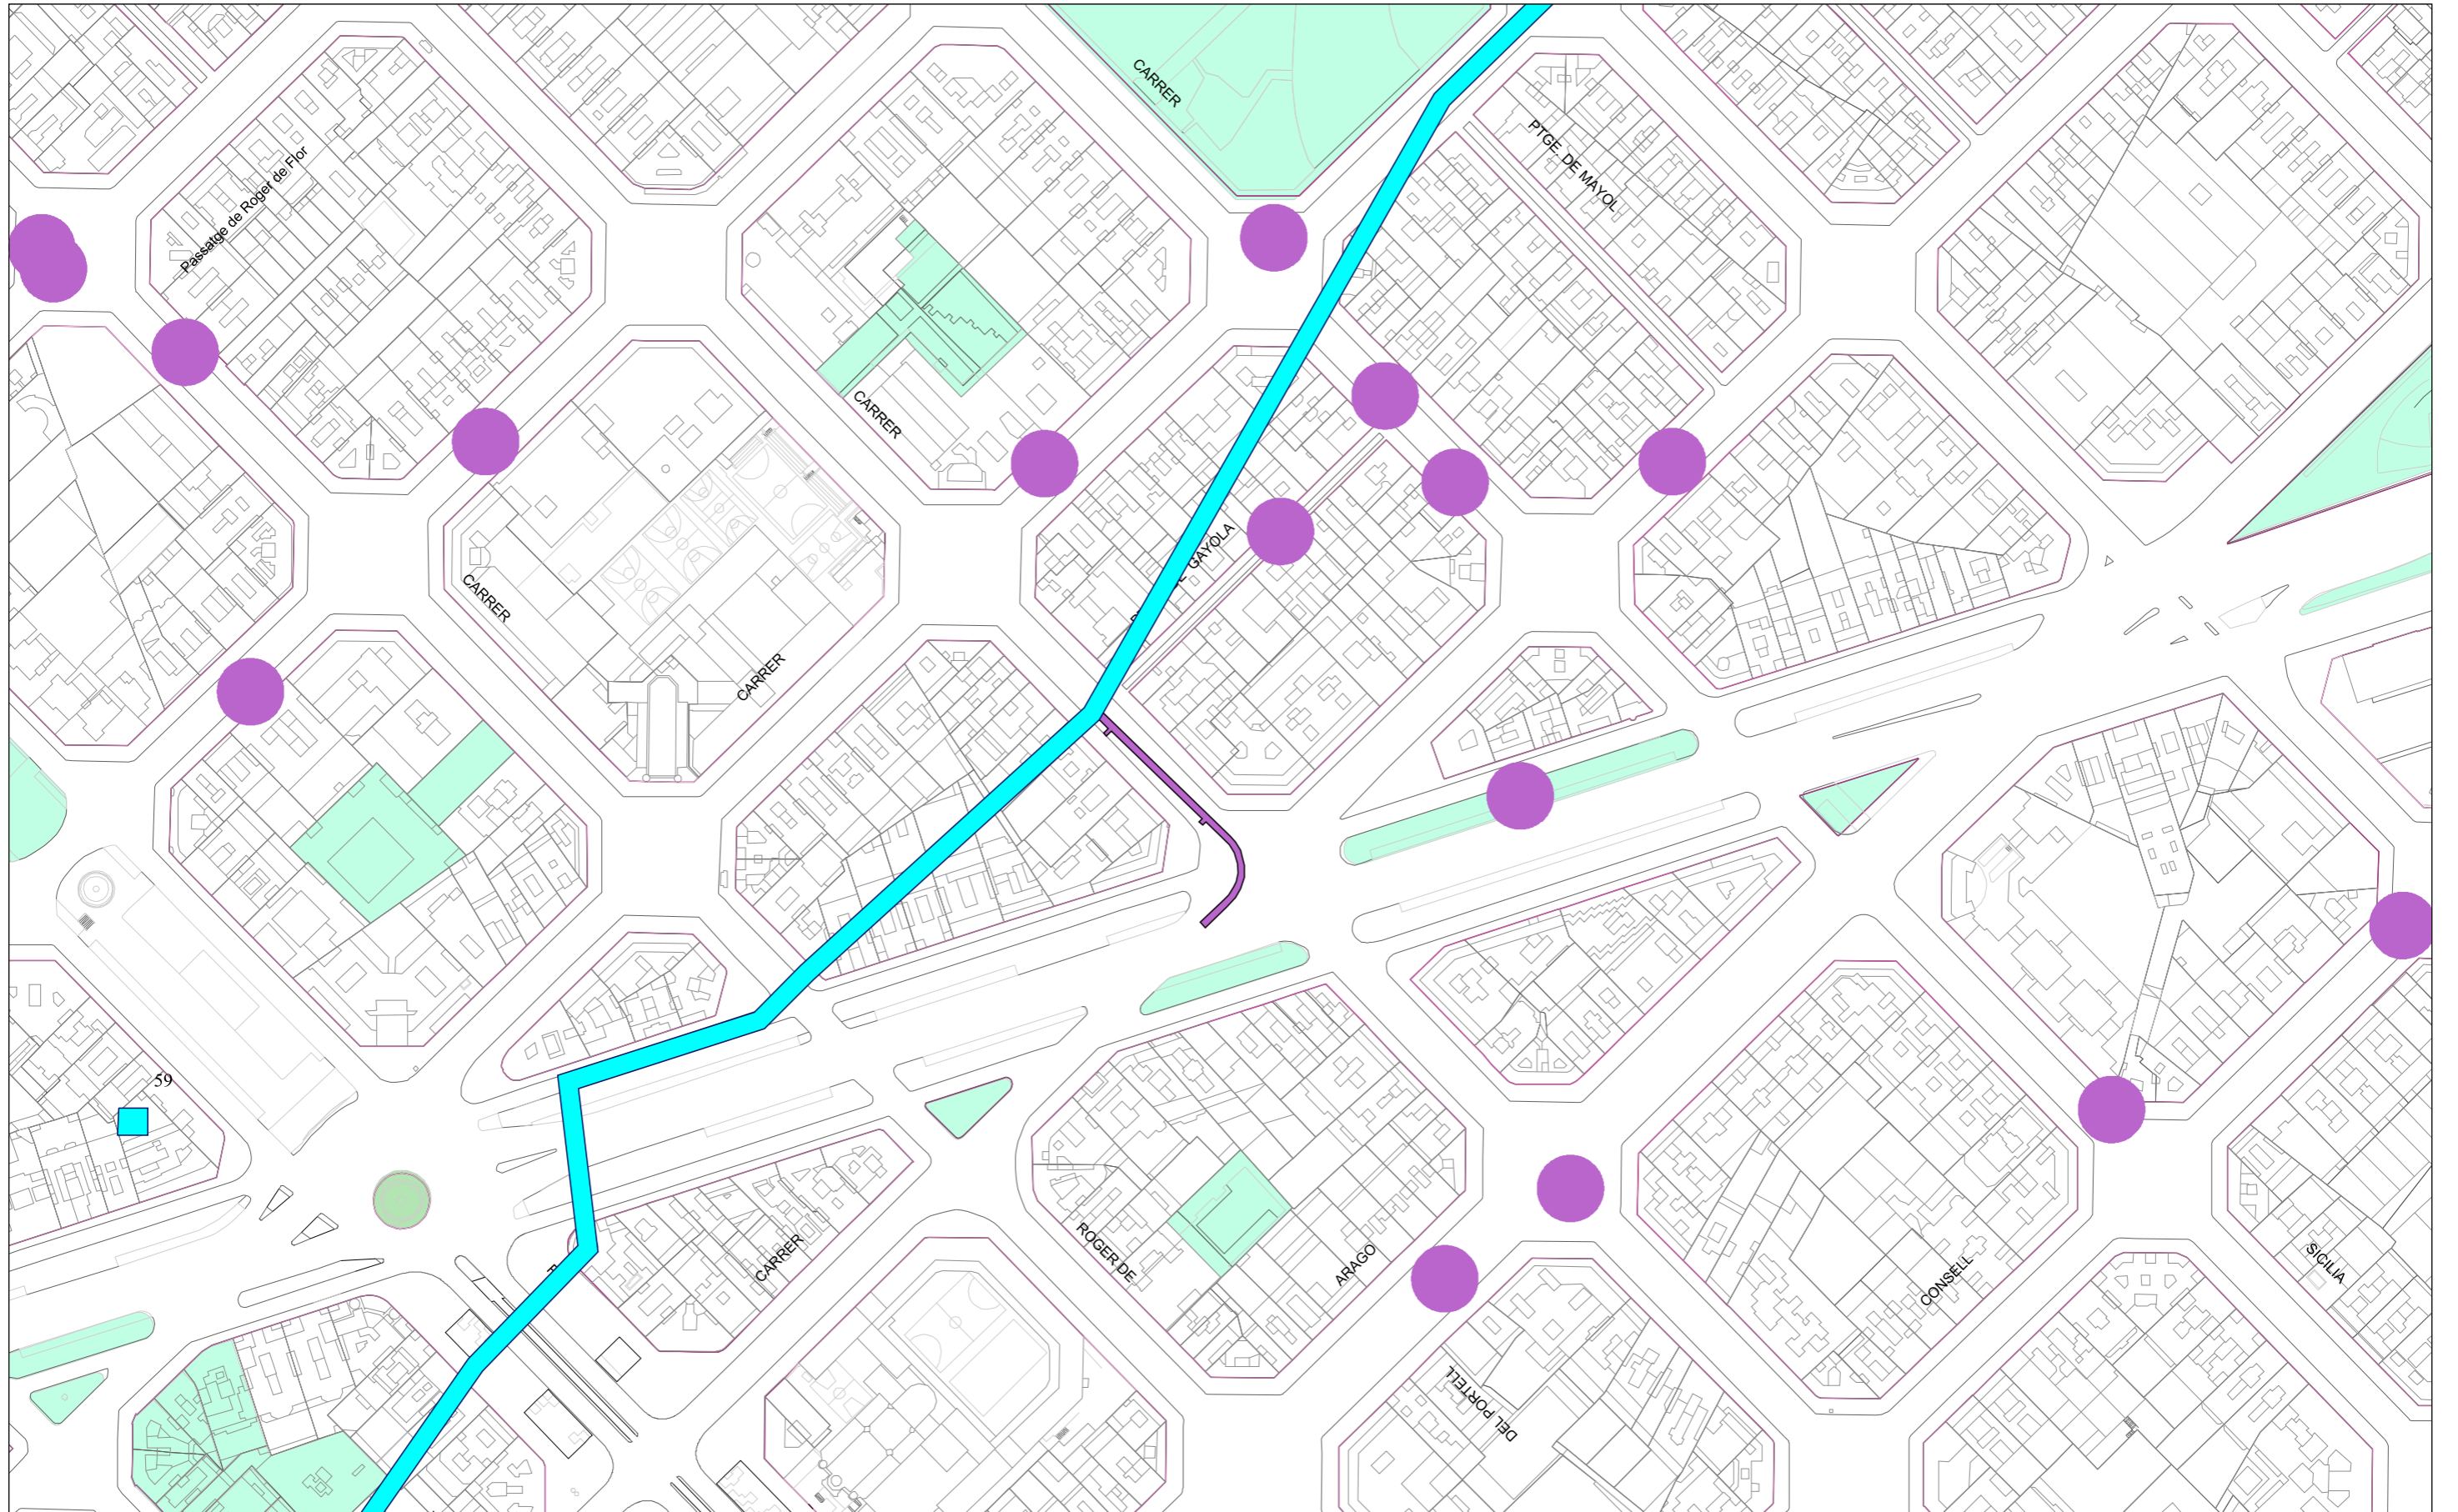 CARRER
PTGE. DE MAYOL
Passatge de Roger de Flor
CARRER
GAYOLA
CARRER
CARRER
59
ROGER DE
ARAGO
CARRER
CONSELL
SICILIA
DEL PORTELL